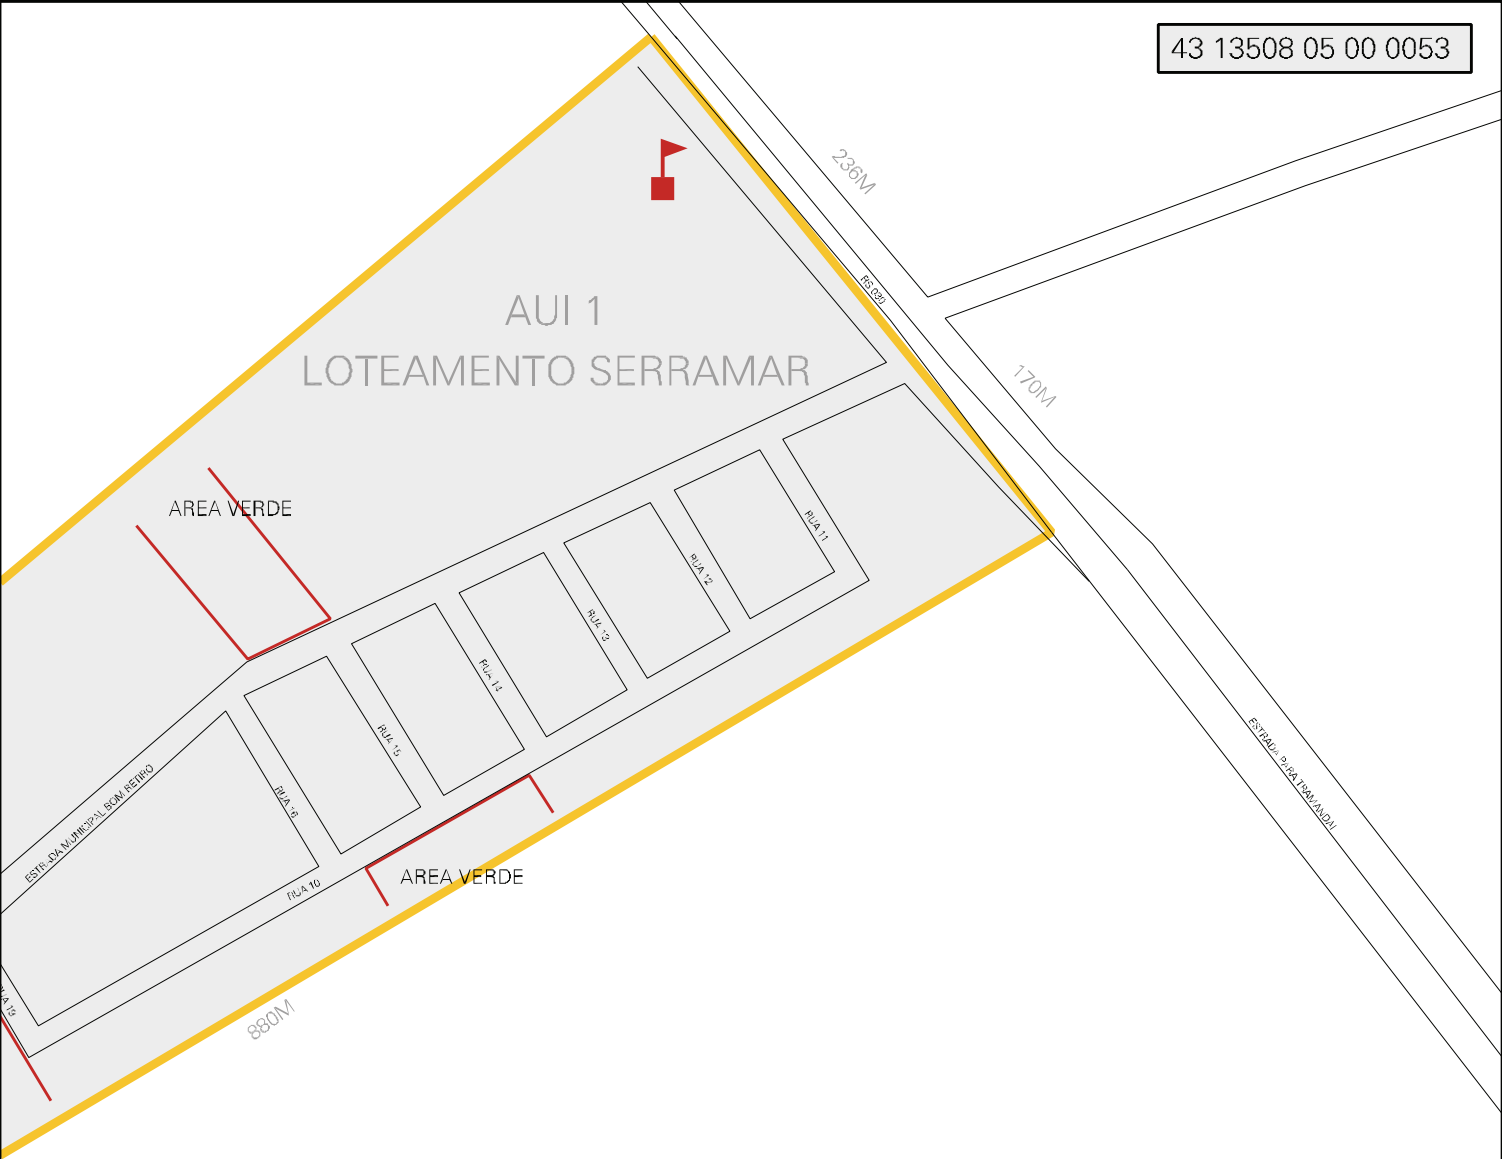 43 13508 05 00 0053
236M
RS 030
AUI 1
LOTEAMENTO SERRAMAR
170M
AREA VERDE
RUA 11
RUA 12
RUA 13
RUA 14
RUA 15
RUA 16
ESTRADA MUNICIPAL BOM RETIRO
ESTRADA PARA TRAMANDAI
AREA VERDE
RUA 10
RUA 19
880M